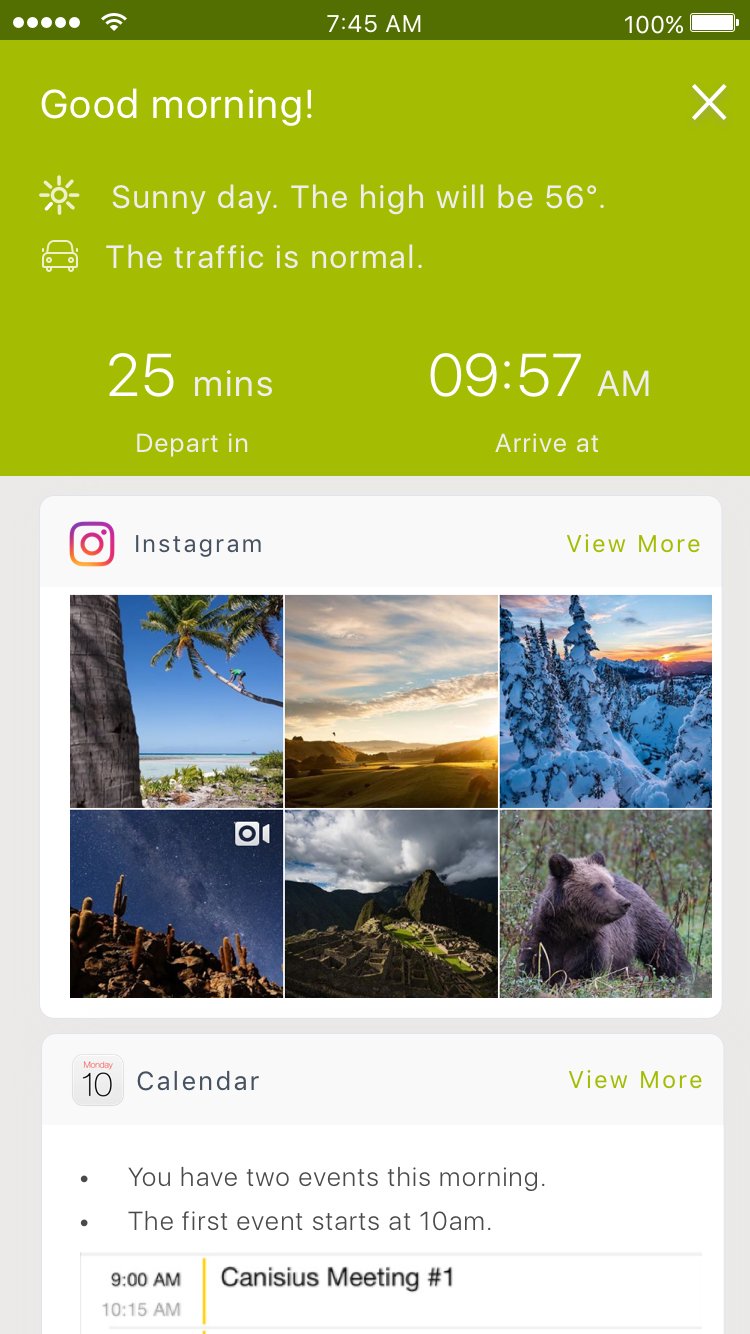 7:45 AM 100%
Good morning!
Sunny day. The high will be 56°.
The traffic is normal.
25 mins 09:57 AM
Depart in Arrive at
Instagram View More
Monday
10 Calendar View More
• You have two events this morning.
• The first event starts at 10am.
9:00 AM Canisius Meeting #1
10:15 AM